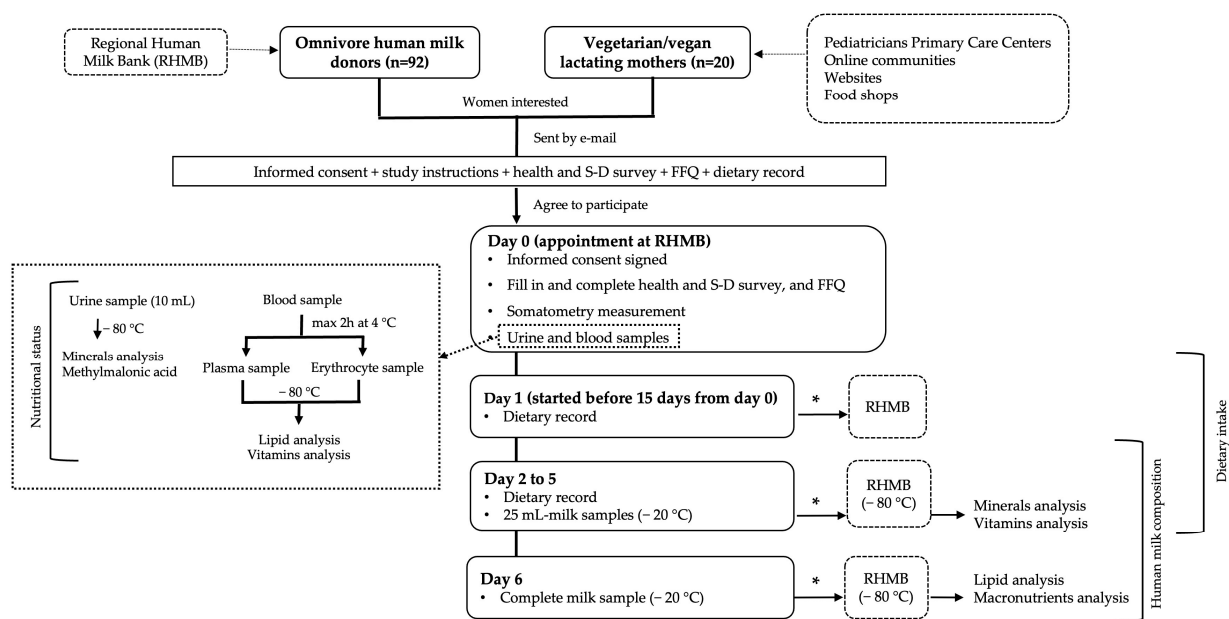 Regional Human
Milk Bank (RHMB)
Omnivore human milk
donors (n=92)
Vegetarian/vegan
lactating mothers (n=20)
Pediatricians Primary Care Centers
Online communities
Websites
Food shops
Women interested
Sent by e-mail
Informed consent + study instructions + health and S-D survey + FFQ + dietary record
Agree to participate
Day 0 (appointment at RHMB)
• Informed consent signed
• Fill in and complete health and S-D survey, and FFQ
• Somatometry measurement
• Urine and blood samples
Nutritional status
Urine sample (10 mL)
− 80 °C
Minerals analysis
Methylmalonic acid
Blood sample
max 2h at 4 °C
Plasma sample
Erythrocyte sample
− 80 °C
Lipid analysis
Vitamins analysis
Day 1 (started before 15 days from day 0)
• Dietary record
*
RHMB
Day 2 to 5
• Dietary record
• 25 mL-milk samples (− 20 °C)
*
RHMB
(− 80 °C)
Minerals analysis
Vitamins analysis
Day 6
• Complete milk sample (− 20 °C)
*
RHMB
(− 80 °C)
Lipid analysis
Macronutrients analysis
Human milk composition
Dietary intake